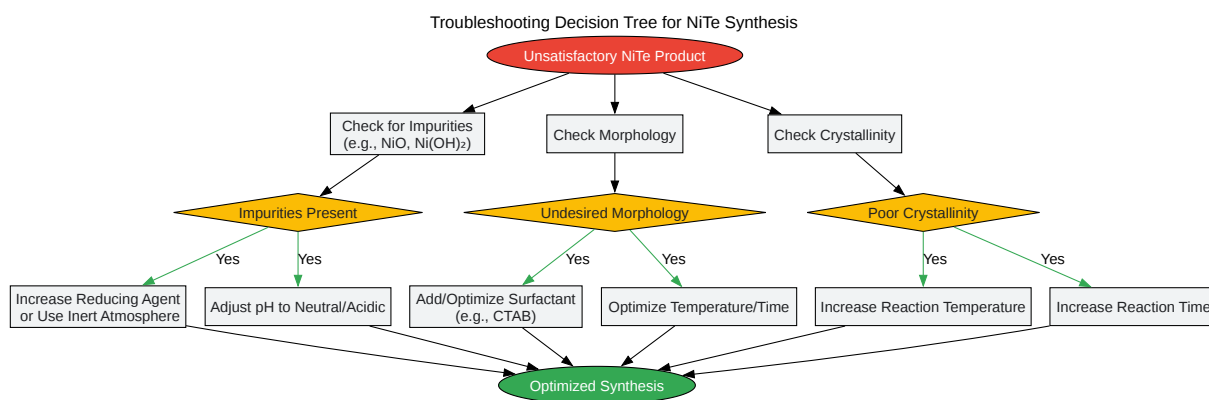 Troubleshooting Decision Tree for NiTe Synthesis
Unsatisfactory NiTe Product
Check for Impurities
(e.g., NiO, Ni(OH)₂)
Check Morphology
Check Crystallinity
Impurities Present
Undesired Morphology
Poor Crystallinity
Yes
Yes
Yes
Yes
Yes
Yes
Increase Reducing Agent
or Use Inert Atmosphere
Adjust pH to Neutral/Acidic
Add/Optimize Surfactant
(e.g., CTAB)
Optimize Temperature/Time
Increase Reaction Temperature
Increase Reaction Time
Optimized Synthesis